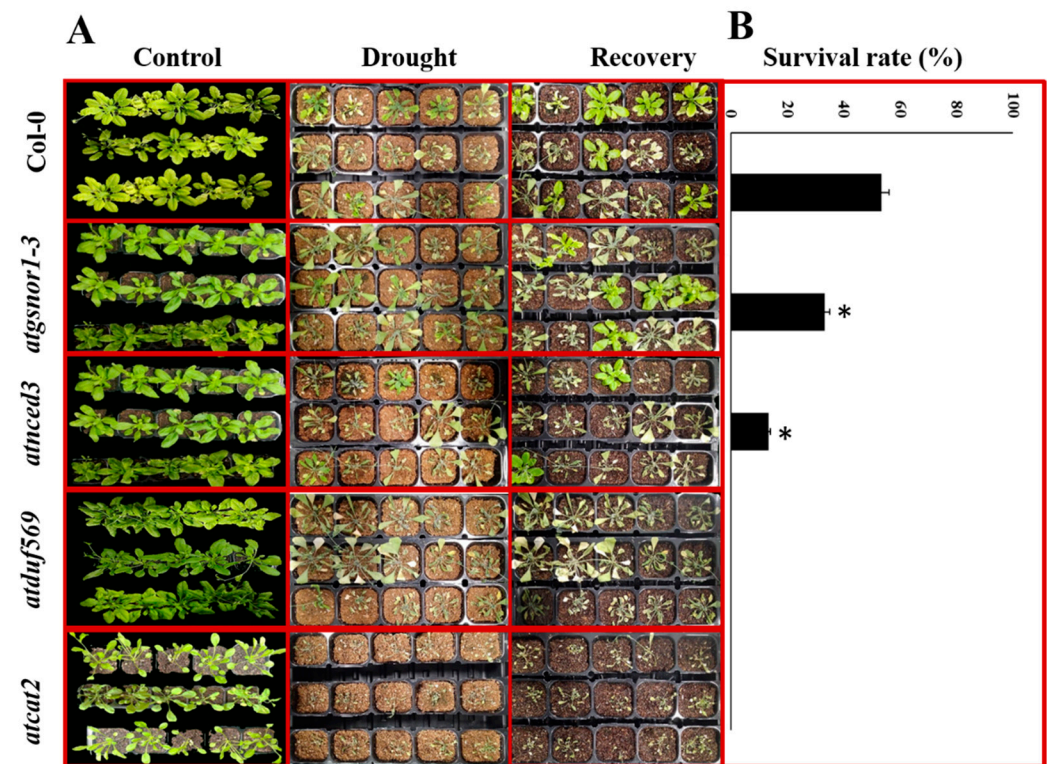 A
B
Control
Drought
Recovery
Survival rate (%)
0
20
40
60
80
100
Col-0
atgsnor1-3
*
atnced3
*
atduf569
atcat2